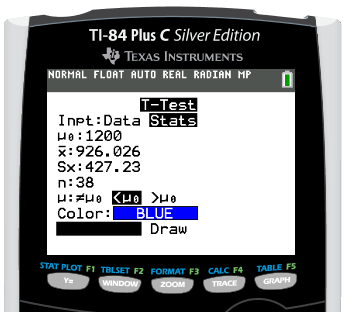 TI-84 Plus C Silver Edition
TEXAS INSTRUMENTS
NORMAL FLOAT AUTO REAL RADIAN MP
T-Test
Inpt:Data Stats
μ₀:1200
x̄:926.026
Sx:427.23
n:38
μ:≠μ₀ <μ₀ >μ₀
Color: BLUE
Draw
STAT PLOT F1 TBLSET F2 FORMAT F3 CALC F4 TABLE F5
Y= WINDOW ZOOM TRACE GRAPH